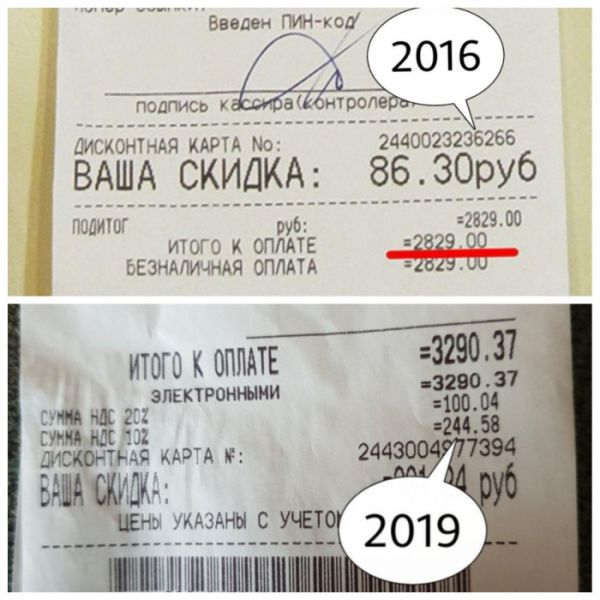 Введен ПИН-код
2016
подпись кассира(контролера)
ДИСКОНТНАЯ КАРТА No: 2440023236266
ВАША СКИДКА: 86.30руб
ПОДИТОГ руб: =2829.00
ИТОГО К ОПЛАТЕ =2829.00
БЕЗНАЛИЧНАЯ ОПЛАТА =2829.00
ИТОГО К ОПЛАТЕ =3290.37
ЭЛЕКТРОННЫМИ =3290.37
СУММА НДС 20% =100.04
СУММА НДС 10% =244.58
ДИСКОНТНАЯ КАРТА №: 2443004977394
ВАША СКИДКА: руб
ЦЕНЫ УКАЗАНЫ С
2019